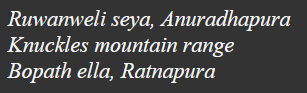 Ruwanweli seya, Anuradhapura
Knuckles mountain range
Bopath ella, Ratnapura